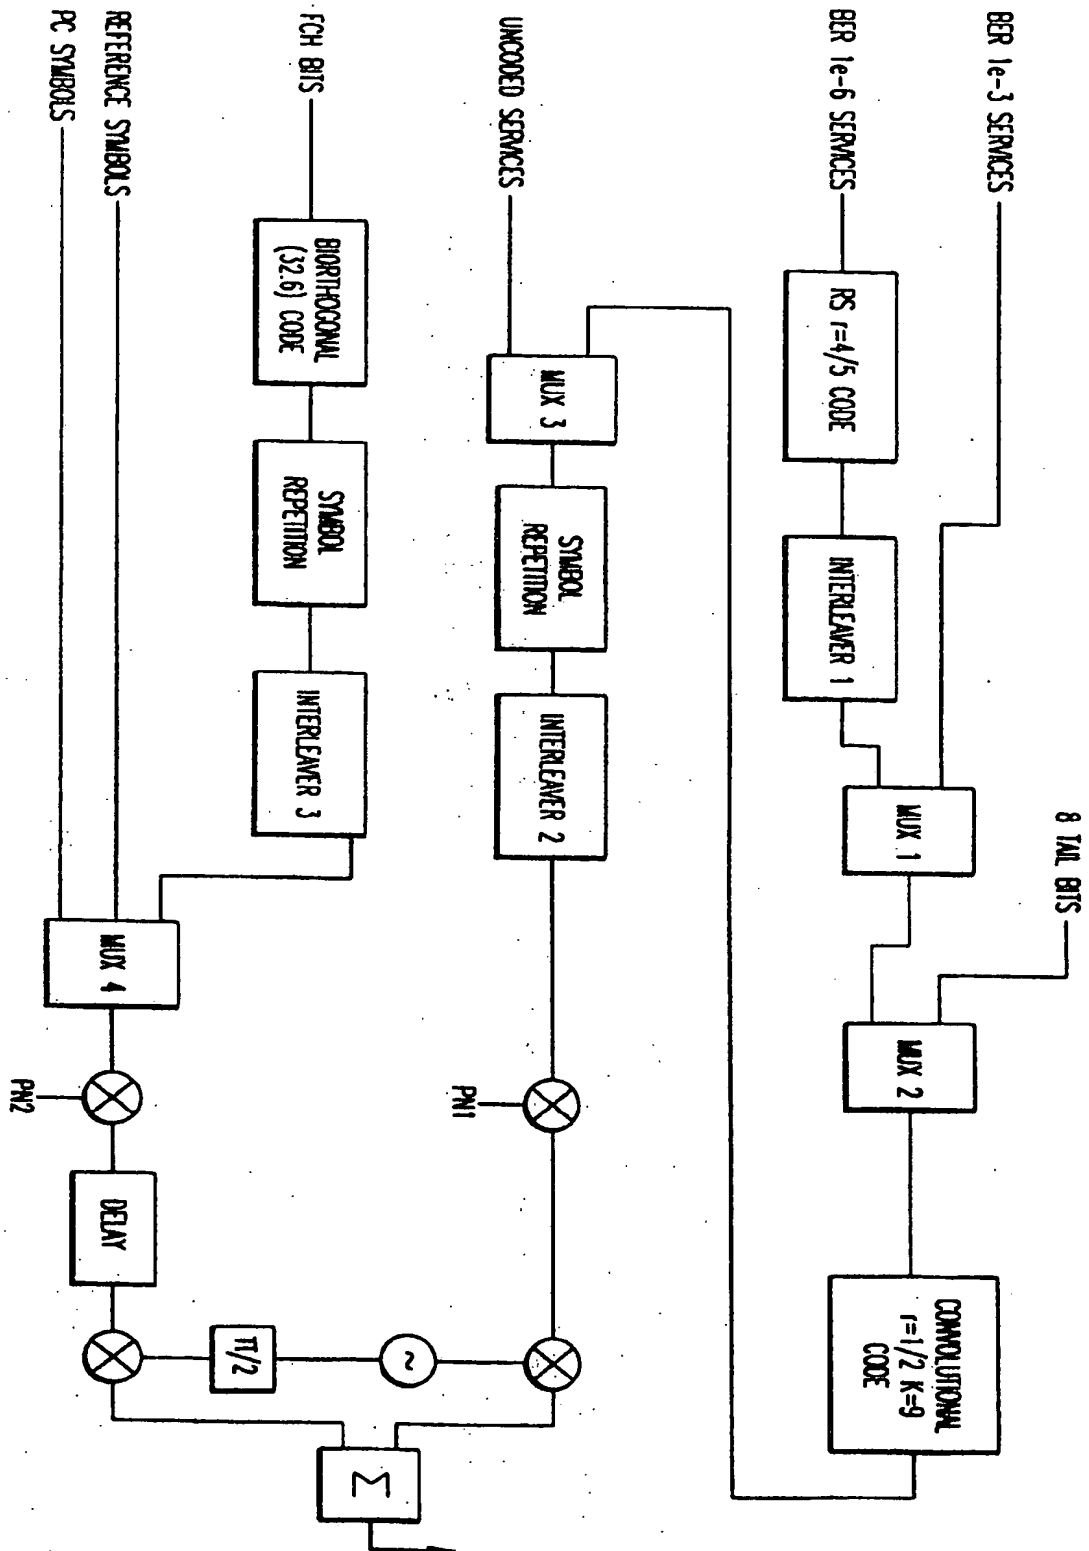 BER 1e-3 SERVICES
8 TAIL BITS
BER 1e-6 SERVICES
RS r=4/5 CODE
INTERLEAVER 1
MUX 1
MUX 2
CONVOLUTIONAL
r=1/2 K=9
CODE
UNCODED SERVICES
MUX 3
SYMBOL
REPETITION
INTERLEAVER 2
PN1
~
π/2
Σ
FCH BITS
BIORTHOGONAL
(32.6) CODE
SYMBOL
REPETITION
INTERLEAVER 3
REFERENCE SYMBOLS
PC SYMBOLS
MUX 4
PN2
DELAY